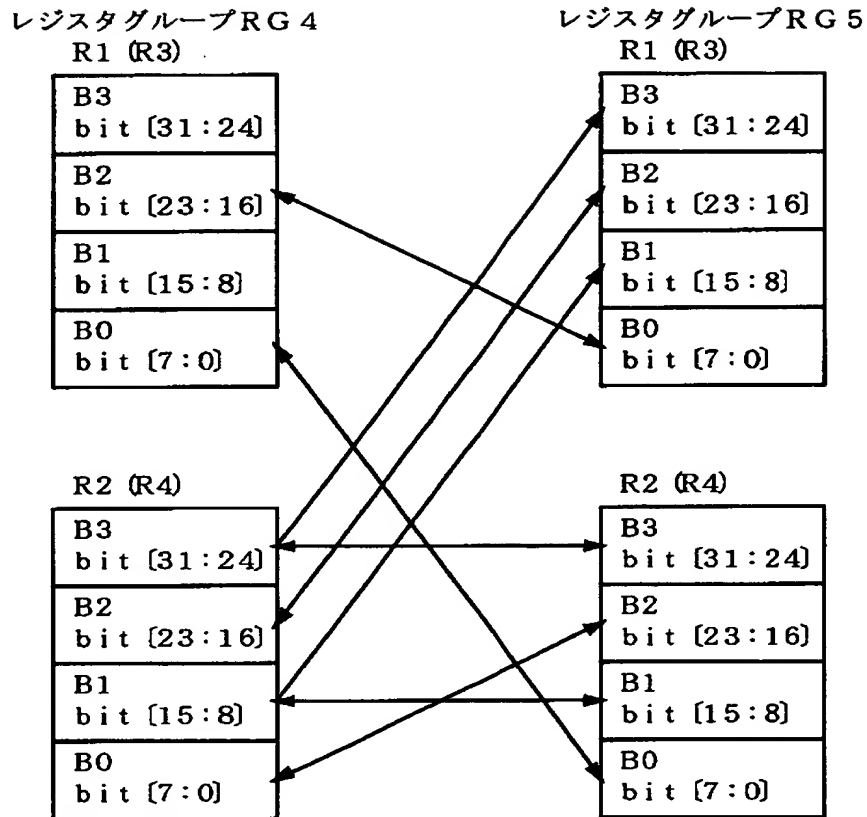 レジスタグループRG4
R1 (R3)
B3
bit [31:24]
B2
bit [23:16]
B1
bit [15:8]
B0
bit [7:0]
R2 (R4)
B3
bit [31:24]
B2
bit [23:16]
B1
bit [15:8]
B0
bit [7:0]
レジスタグループRG5
R1 (R3)
B3
bit [31:24]
B2
bit [23:16]
B1
bit [15:8]
B0
bit [7:0]
R2 (R4)
B3
bit [31:24]
B2
bit [23:16]
B1
bit [15:8]
B0
bit [7:0]